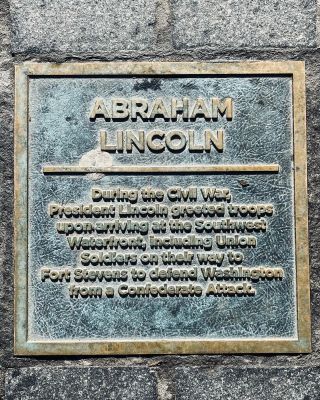 ABRAHAM
LINCOLN
During the Civil War,
President Lincoln greeted troops
upon arriving at the Southwest
Waterfront, including Union
Soldiers on their way to
Fort Stevens to defend Washington
from a Confederate Attack.